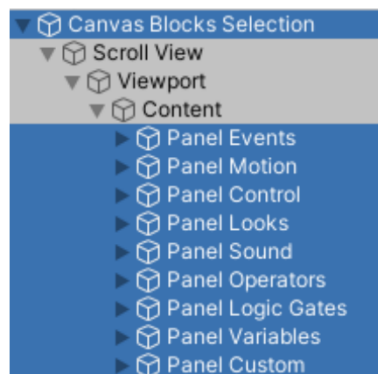 Canvas Blocks Selection
Scroll View
Viewport
Content
Panel Events
Panel Motion
Panel Control
Panel Looks
Panel Sound
Panel Operators
Panel Logic Gates
Panel Variables
Panel Custom